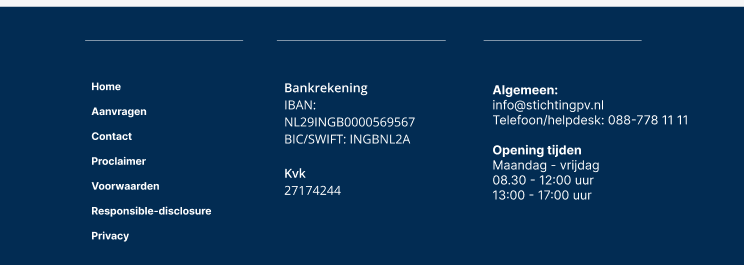 Home
Aanvragen
Contact
Proclaimer
Voorwaarden
Responsible-disclosure
Privacy
Bankrekening
IBAN:
NL29INGB0000569567
BIC/SWIFT: INGBNL2A
Kvk
27174244
Algemeen:
info@stichtingpv.nl
Telefoon/helpdesk: 088-778 11 11
Opening tijden
Maandag - vrijdag
08.30 - 12:00 uur
13:00 - 17:00 uur